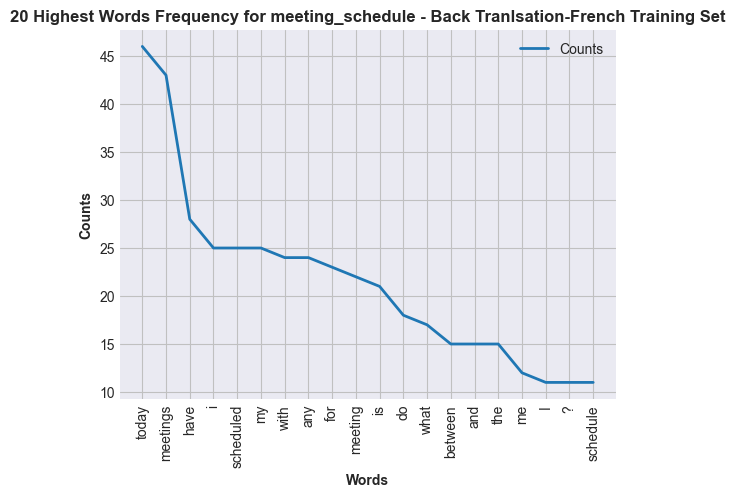 20 Highest Words Frequency for meeting_schedule - Back Tranlsation-French Training Set
Counts
45
40
35
30
25
20
15
10
Counts
today
meetings
have
i
scheduled
my
with
any
for
meeting
is
do
what
between
and
the
me
I
?
schedule
Words